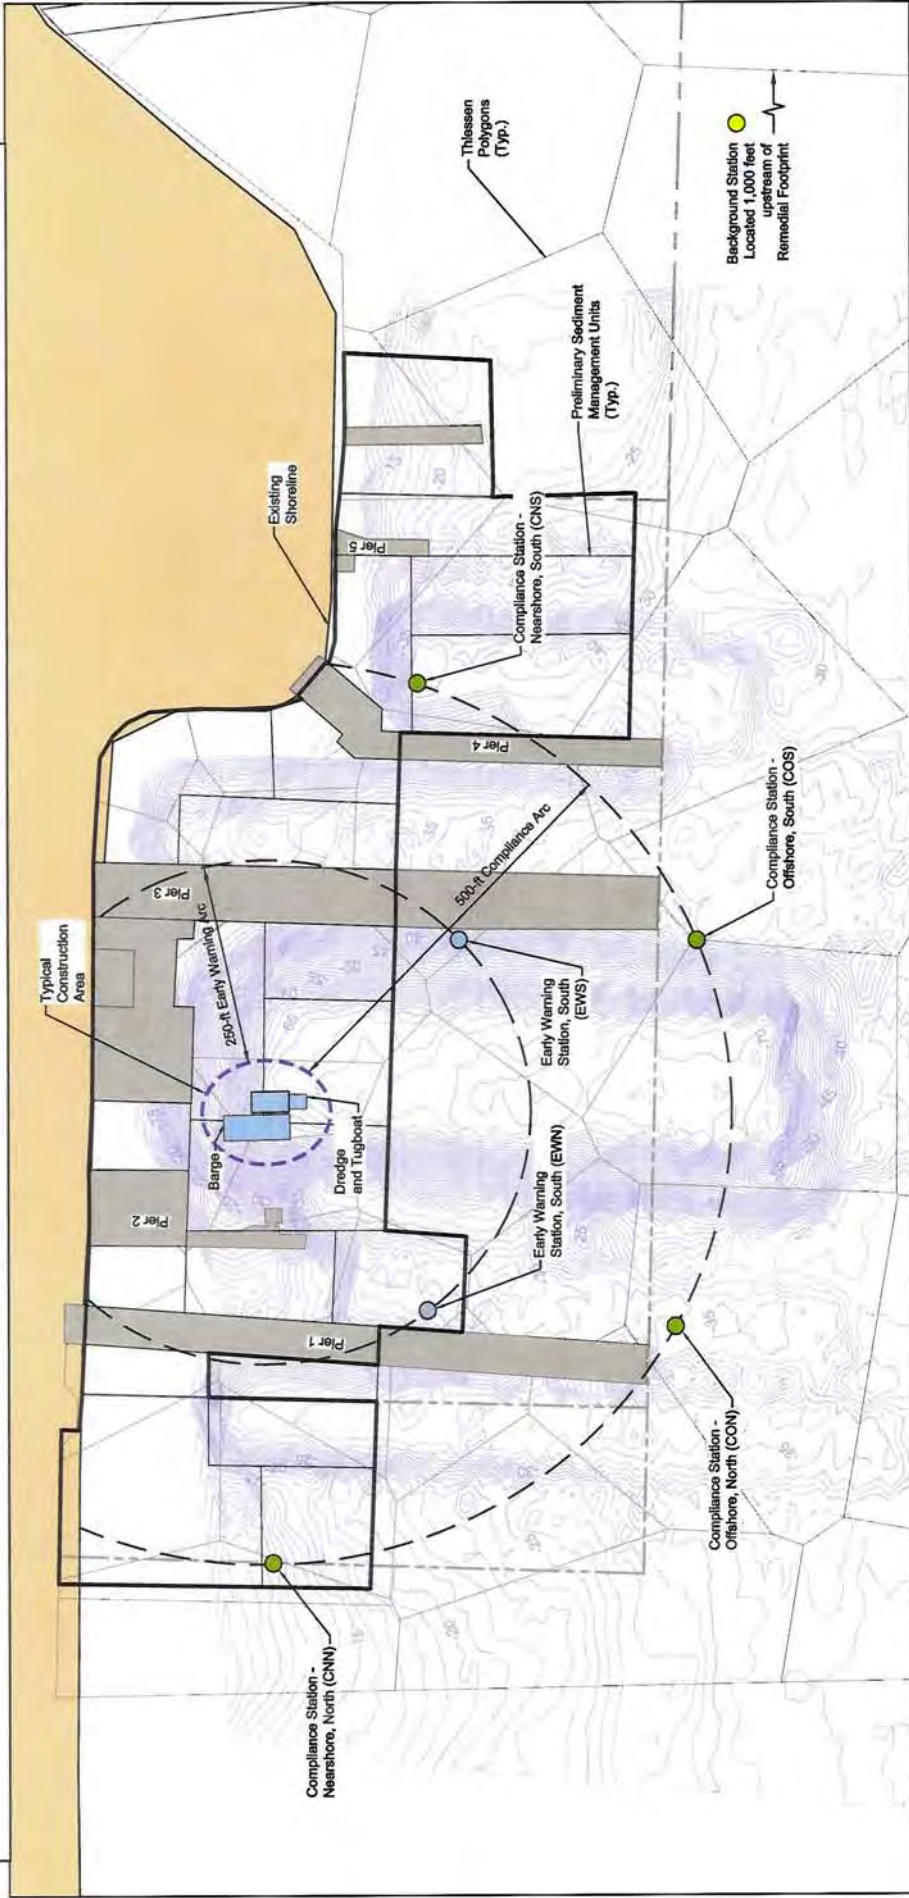 Thiessen
Polygons
(Typ.)
Background Station
Located 1,000 feet
upstream of
Remedial Footprint
Existing
Shoreline
Preliminary Sediment
Management Units
(Typ.)
Pier 5
Compliance Station -
Nearshore, South (CNS)
Pier 4
500-ft Compliance Arc
Compliance Station -
Offshore, South (COS)
Typical
Construction
Area
Pier 3
250-ft Early Warning Arc
Early Warning
Station, South
(EWS)
Barge
Dredge
and Tugboat
Pier 2
Early Warning
Station, South (EWN)
Pier 1
Compliance Station -
Offshore, North (CON)
Compliance Station -
Nearshore, North (CNN)